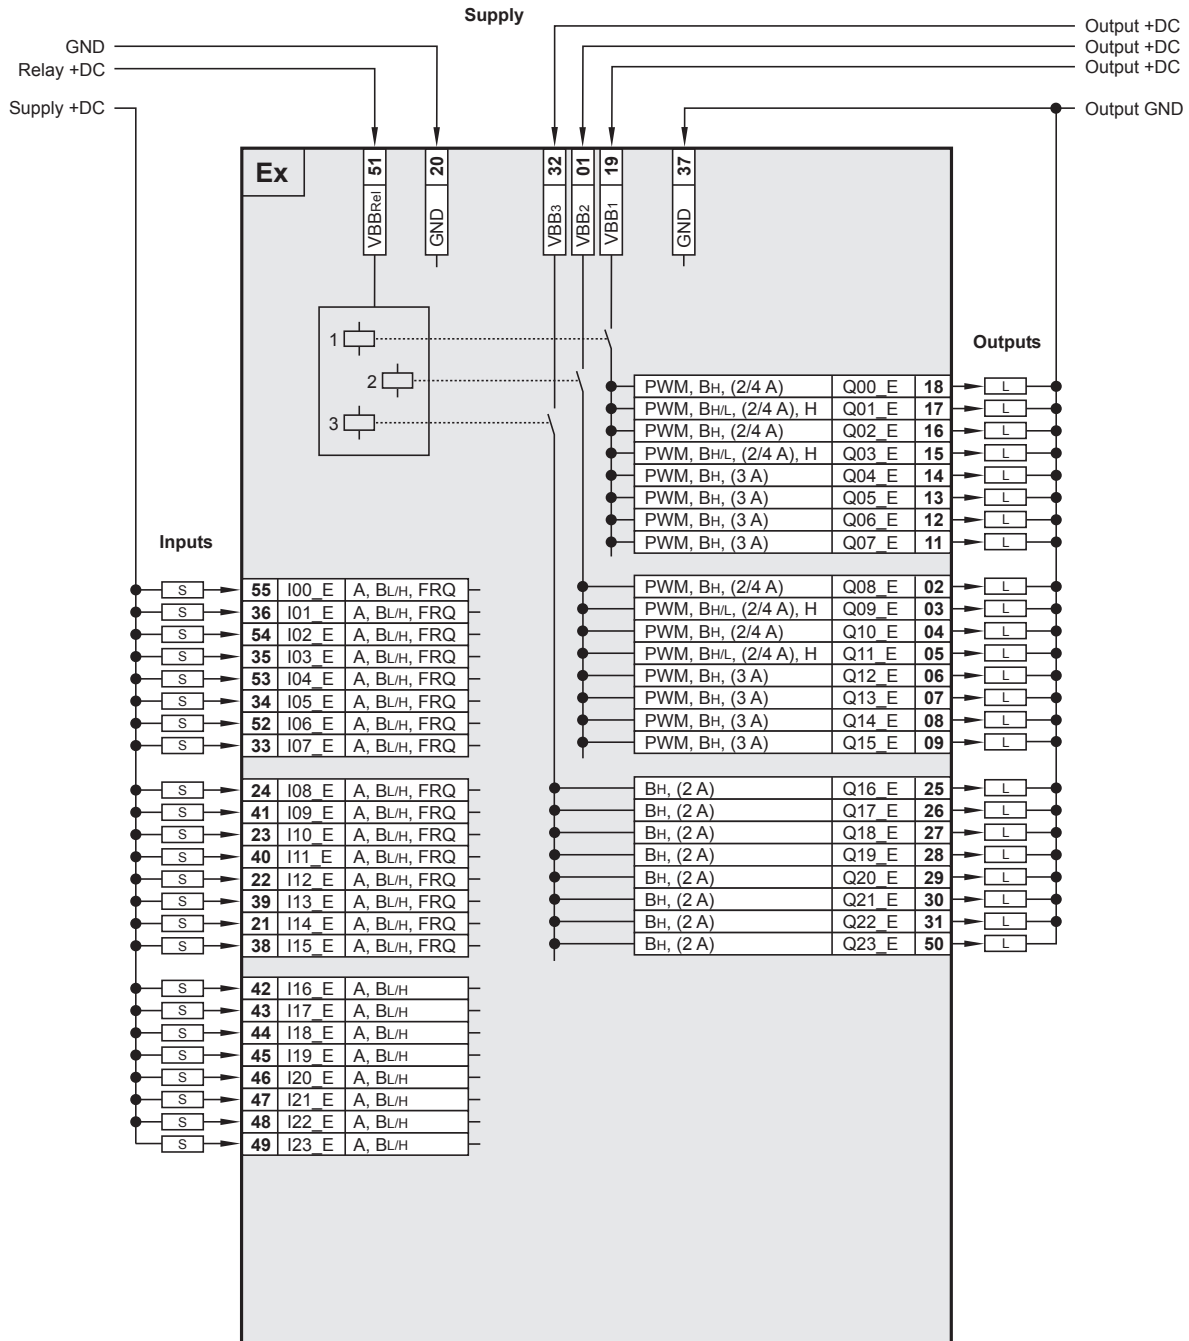 Supply
Output +DC
GND
Output +DC
Relay +DC
Output +DC
Supply +DC
Output GND
Ex
51 VBBRel
20 GND
32 VBB3
01 VBB2
19 VBB1
37 GND
1
2
3
Outputs
PWM, BH, (2/4 A) Q00_E 18 L
PWM, BH/L, (2/4 A), H Q01_E 17 L
PWM, BH, (2/4 A) Q02_E 16 L
PWM, BH/L, (2/4 A), H Q03_E 15 L
PWM, BH, (3 A) Q04_E 14 L
PWM, BH, (3 A) Q05_E 13 L
PWM, BH, (3 A) Q06_E 12 L
PWM, BH, (3 A) Q07_E 11 L
PWM, BH, (2/4 A) Q08_E 02 L
PWM, BH/L, (2/4 A), H Q09_E 03 L
PWM, BH, (2/4 A) Q10_E 04 L
PWM, BH/L, (2/4 A), H Q11_E 05 L
PWM, BH, (3 A) Q12_E 06 L
PWM, BH, (3 A) Q13_E 07 L
PWM, BH, (3 A) Q14_E 08 L
PWM, BH, (3 A) Q15_E 09 L
BH, (2 A) Q16_E 25 L
BH, (2 A) Q17_E 26 L
BH, (2 A) Q18_E 27 L
BH, (2 A) Q19_E 28 L
BH, (2 A) Q20_E 29 L
BH, (2 A) Q21_E 30 L
BH, (2 A) Q22_E 31 L
BH, (2 A) Q23_E 50 L
Inputs
S 55 I00_E A, BL/H, FRQ
S 36 I01_E A, BL/H, FRQ
S 54 I02_E A, BL/H, FRQ
S 35 I03_E A, BL/H, FRQ
S 53 I04_E A, BL/H, FRQ
S 34 I05_E A, BL/H, FRQ
S 52 I06_E A, BL/H, FRQ
S 33 I07_E A, BL/H, FRQ
S 24 I08_E A, BL/H, FRQ
S 41 I09_E A, BL/H, FRQ
S 23 I10_E A, BL/H, FRQ
S 40 I11_E A, BL/H, FRQ
S 22 I12_E A, BL/H, FRQ
S 39 I13_E A, BL/H, FRQ
S 21 I14_E A, BL/H, FRQ
S 38 I15_E A, BL/H, FRQ
S 42 I16_E A, BL/H
S 43 I17_E A, BL/H
S 44 I18_E A, BL/H
S 45 I19_E A, BL/H
S 46 I20_E A, BL/H
S 47 I21_E A, BL/H
S 48 I22_E A, BL/H
S 49 I23_E A, BL/H